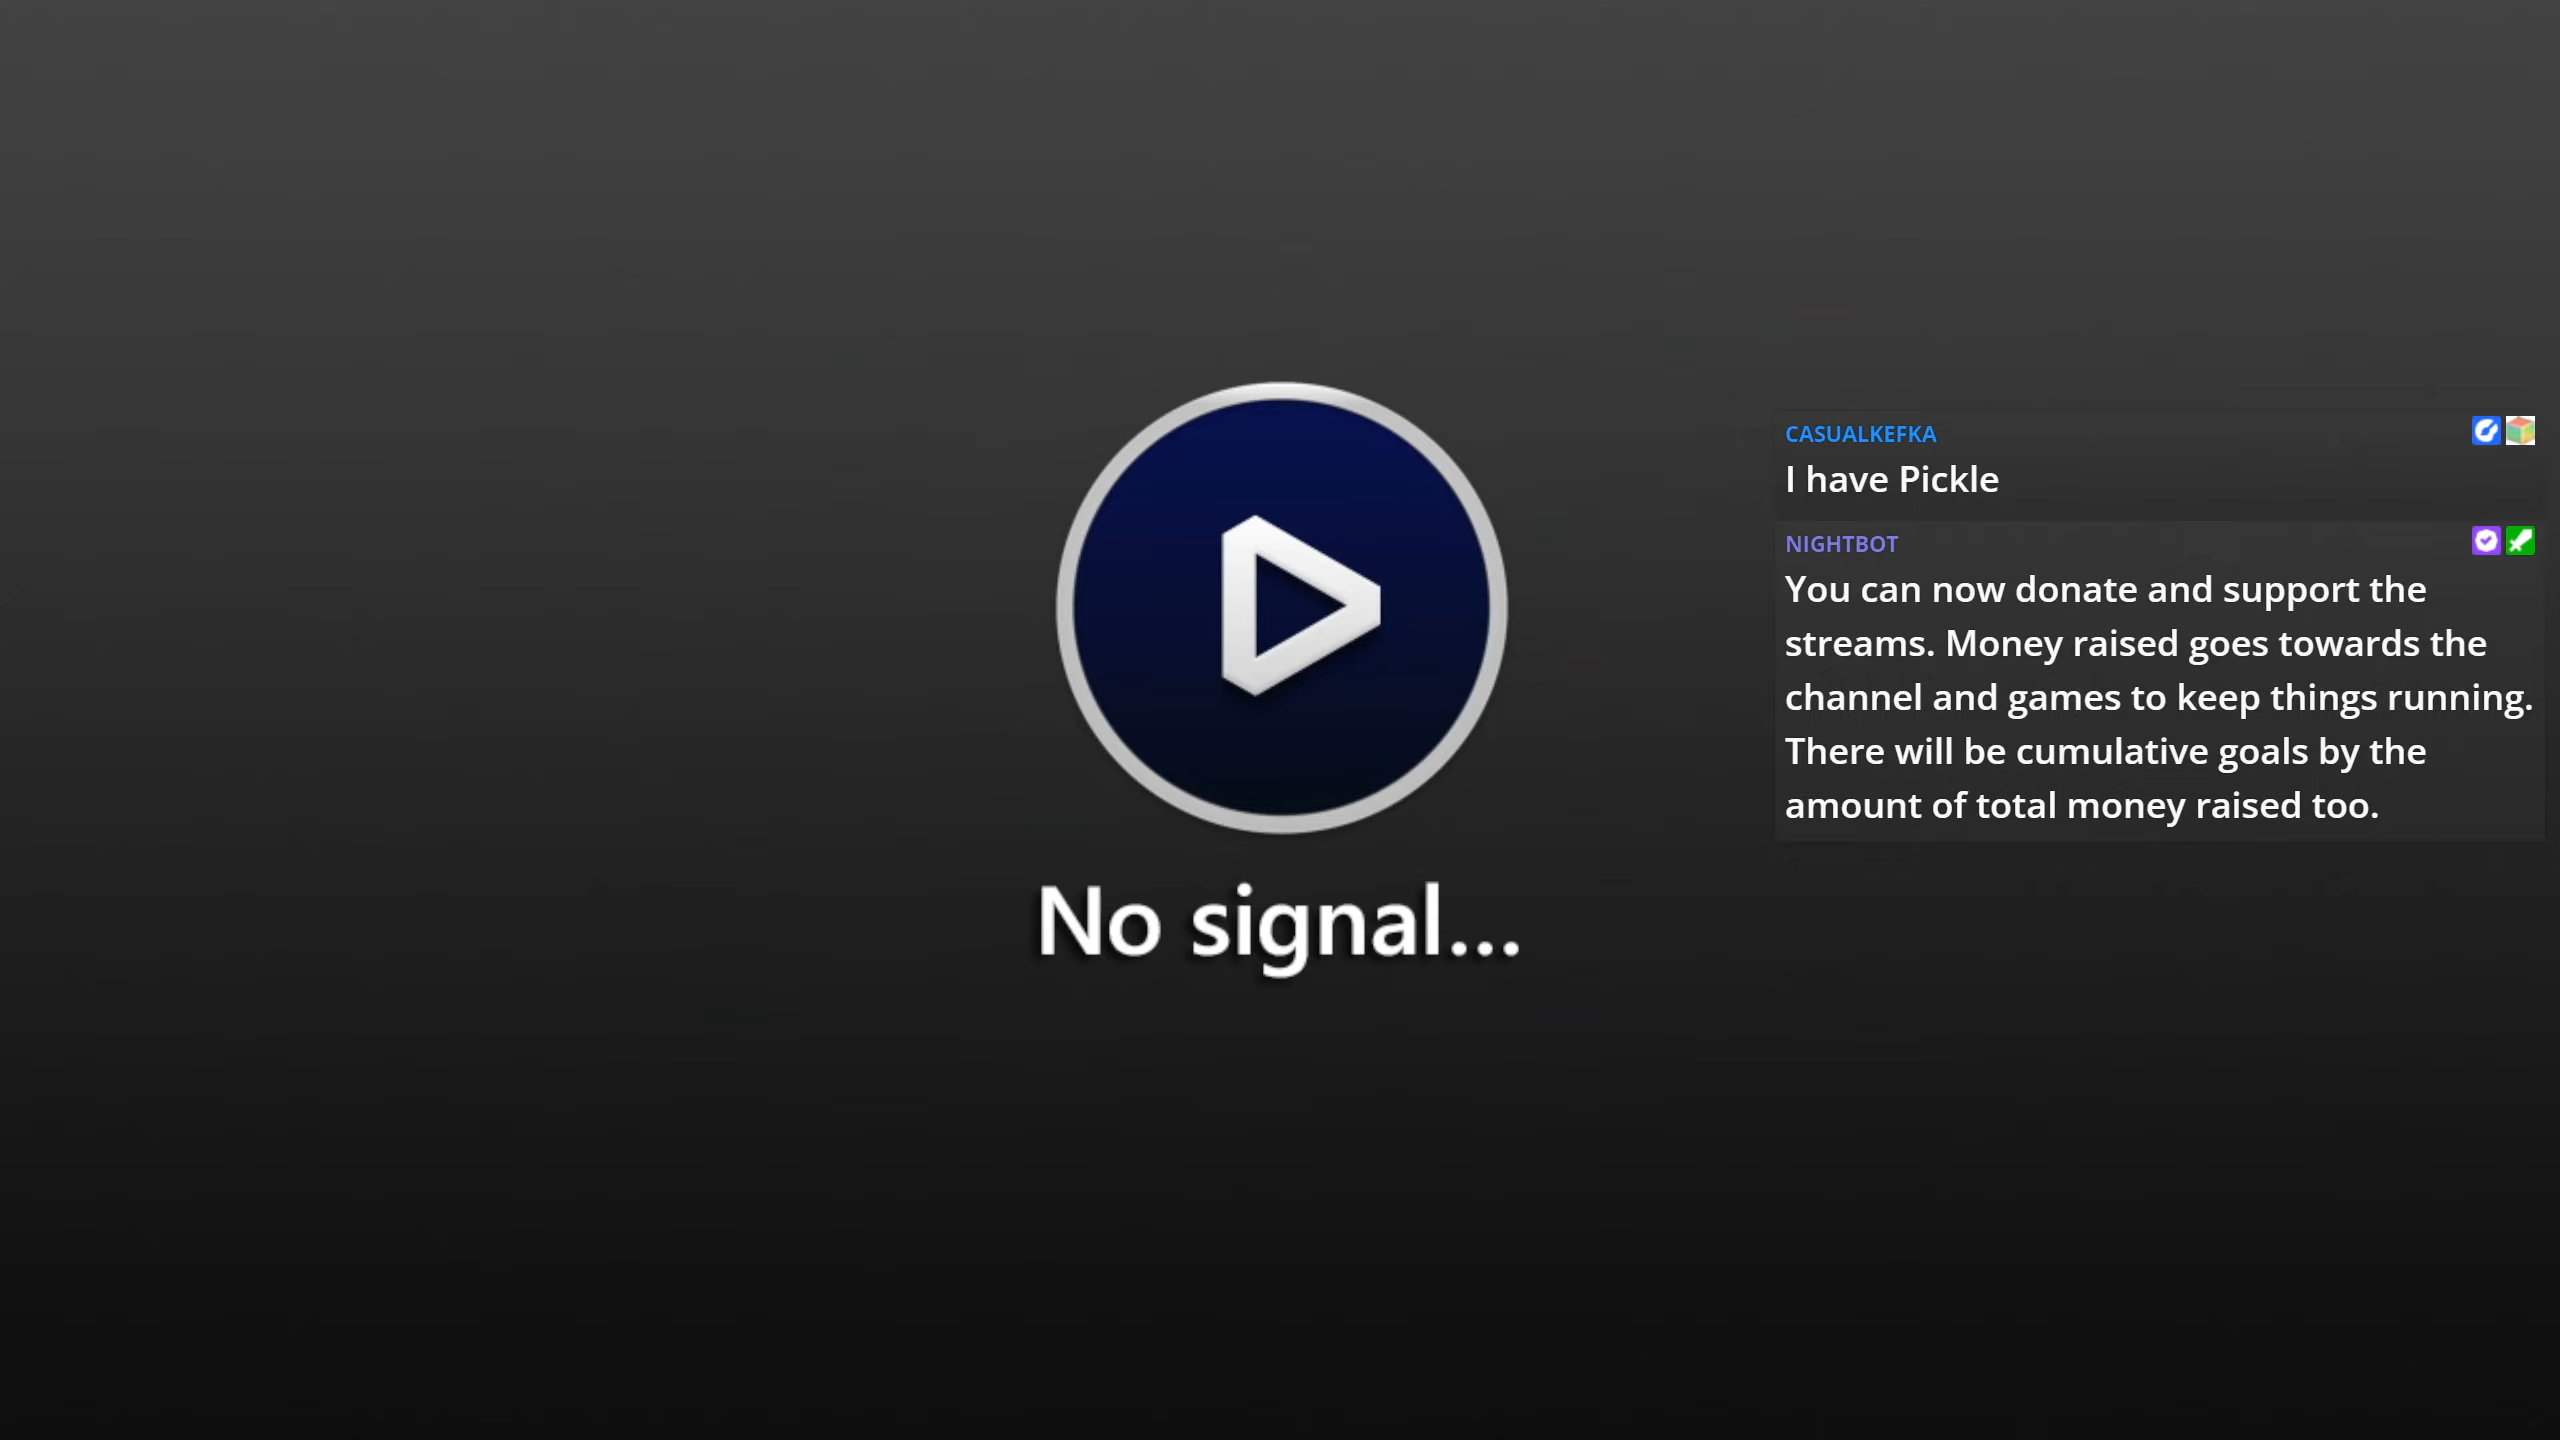 CASUALKEFKA
I have Pickle
NIGHTBOT
You can now donate and support the
streams. Money raised goes towards the
channel and games to keep things running.
There will be cumulative goals by the
amount of total money raised too.
No signal...